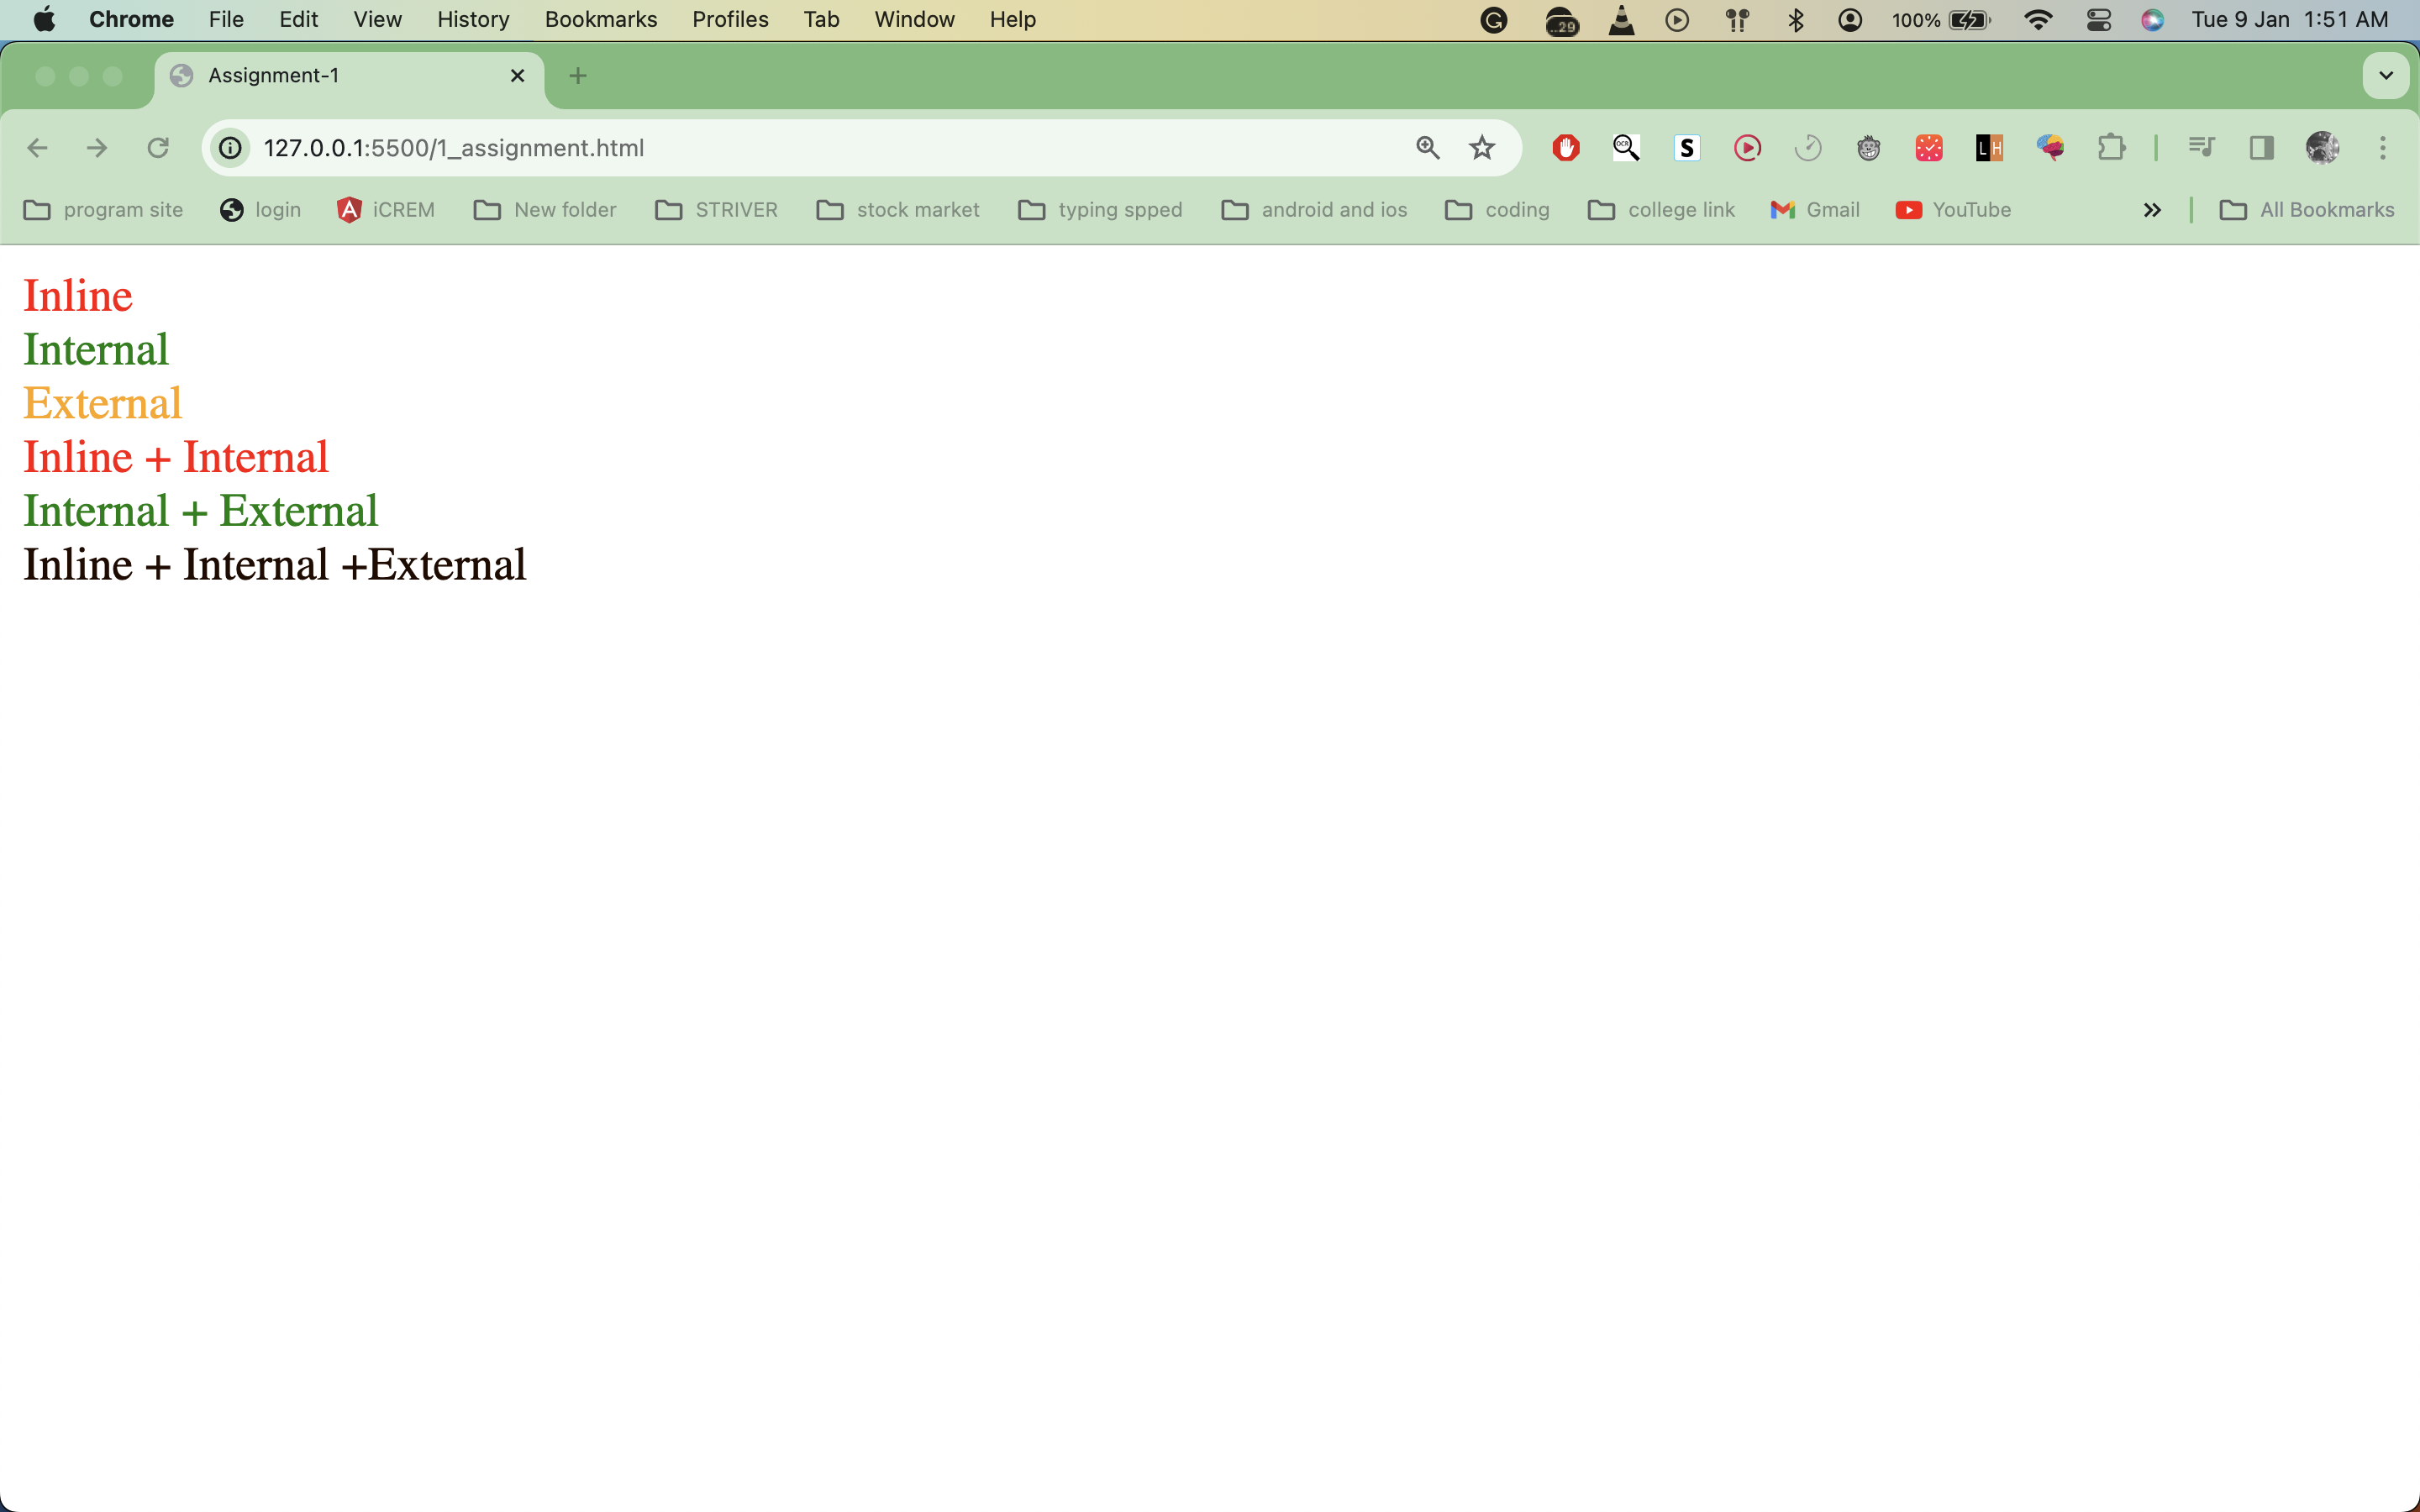 Chrome File Edit View History Bookmarks Profiles Tab Window Help 100% Tue 9 Jan 1:51 AM
Assignment-1
127.0.0.1:5500/1_assignment.html
program site login iCREM New folder STRIVER stock market typing spped android and ios coding college link Gmail YouTube All Bookmarks
Inline
Internal
External
Inline + Internal
Internal + External
Inline + Internal +External